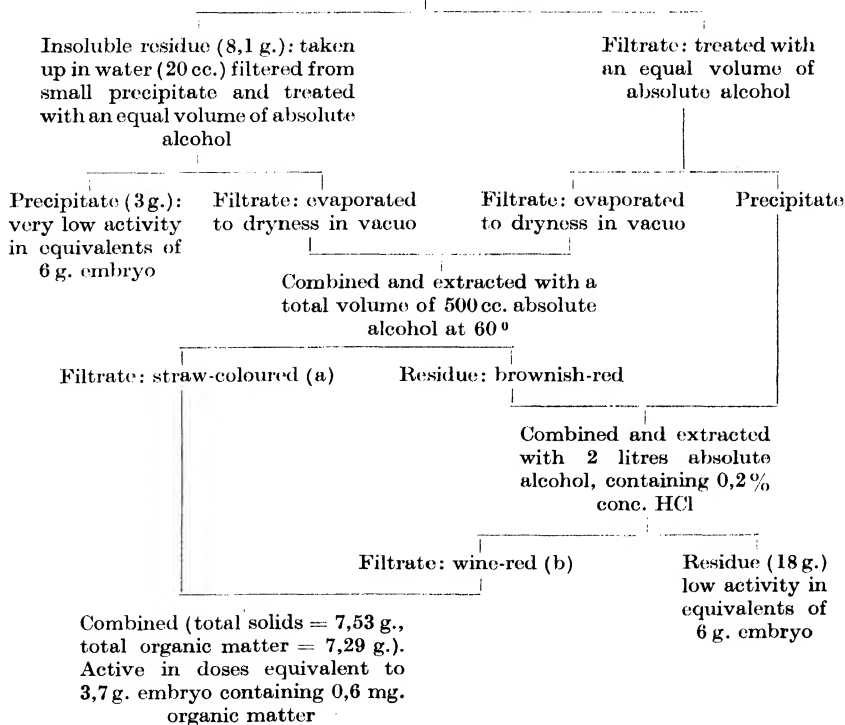 Insoluble residue (8,1 g.): taken
up in water (20 cc.) filtered from
small precipitate and treated
with an equal volume of absolute
alcohol
Filtrate: treated with
an equal volume of
absolute alcohol
Precipitate (3 g.):
very low activity
in equivalents of
6 g. embryo
Filtrate: evaporated
to dryness in vacuo
Filtrate: evaporated
to dryness in vacuo
Precipitate
Combined and extracted with a
total volume of 500 cc. absolute
alcohol at 60⁰
Filtrate: straw-coloured (a)
Residue: brownish-red
Combined and extracted
with 2 litres absolute
alcohol, containing 0,2%
conc. HCl
Filtrate: wine-red (b)
Residue (18 g.)
low activity in
equivalents of
6 g. embryo
Combined (total solids = 7,53 g.,
total organic matter = 7,29 g.).
Active in doses equivalent to
3,7 g. embryo containing 0,6 mg.
organic matter